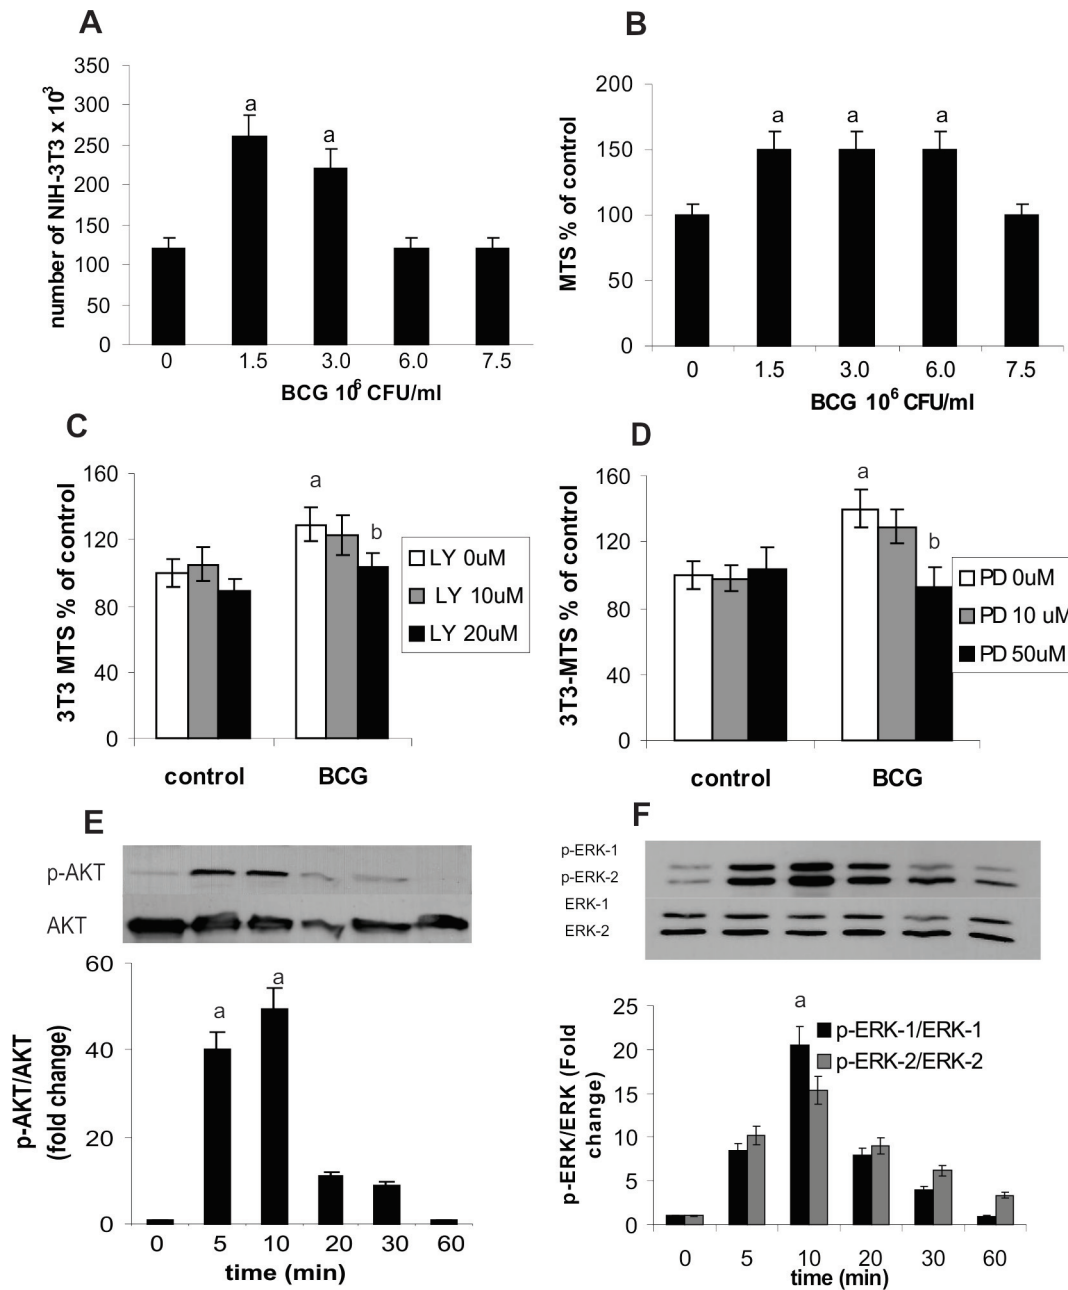 A
350
300
250
200
150
100
50
0
number of NIH-3T3 x 10³
a
a
0 1.5 3.0 6.0 7.5
BCG 10⁶ CFU/ml
B
200
150
100
50
0
MTS % of control
a a a
0 1.5 3.0 6.0 7.5
BCG 10⁶ CFU/ml
C
160
120
80
40
0
3T3 MTS % of control
a
b
control BCG
LY 0uM
LY 10uM
LY 20uM
D
160
120
80
40
0
3T3-MTS % of control
a
b
control BCG
PD 0uM
PD 10 uM
PD 50uM
E
p-AKT
AKT
60
40
20
0
p-AKT/AKT
(fold change)
a
a
0 5 10 20 30 60
time (min)
F
p-ERK-1
p-ERK-2
ERK-1
ERK-2
25
20
15
10
5
0
p-ERK/ERK (Fold
change)
a
p-ERK-1/ERK-1
p-ERK-2/ERK-2
0 5 10 20 30 60
time (min)